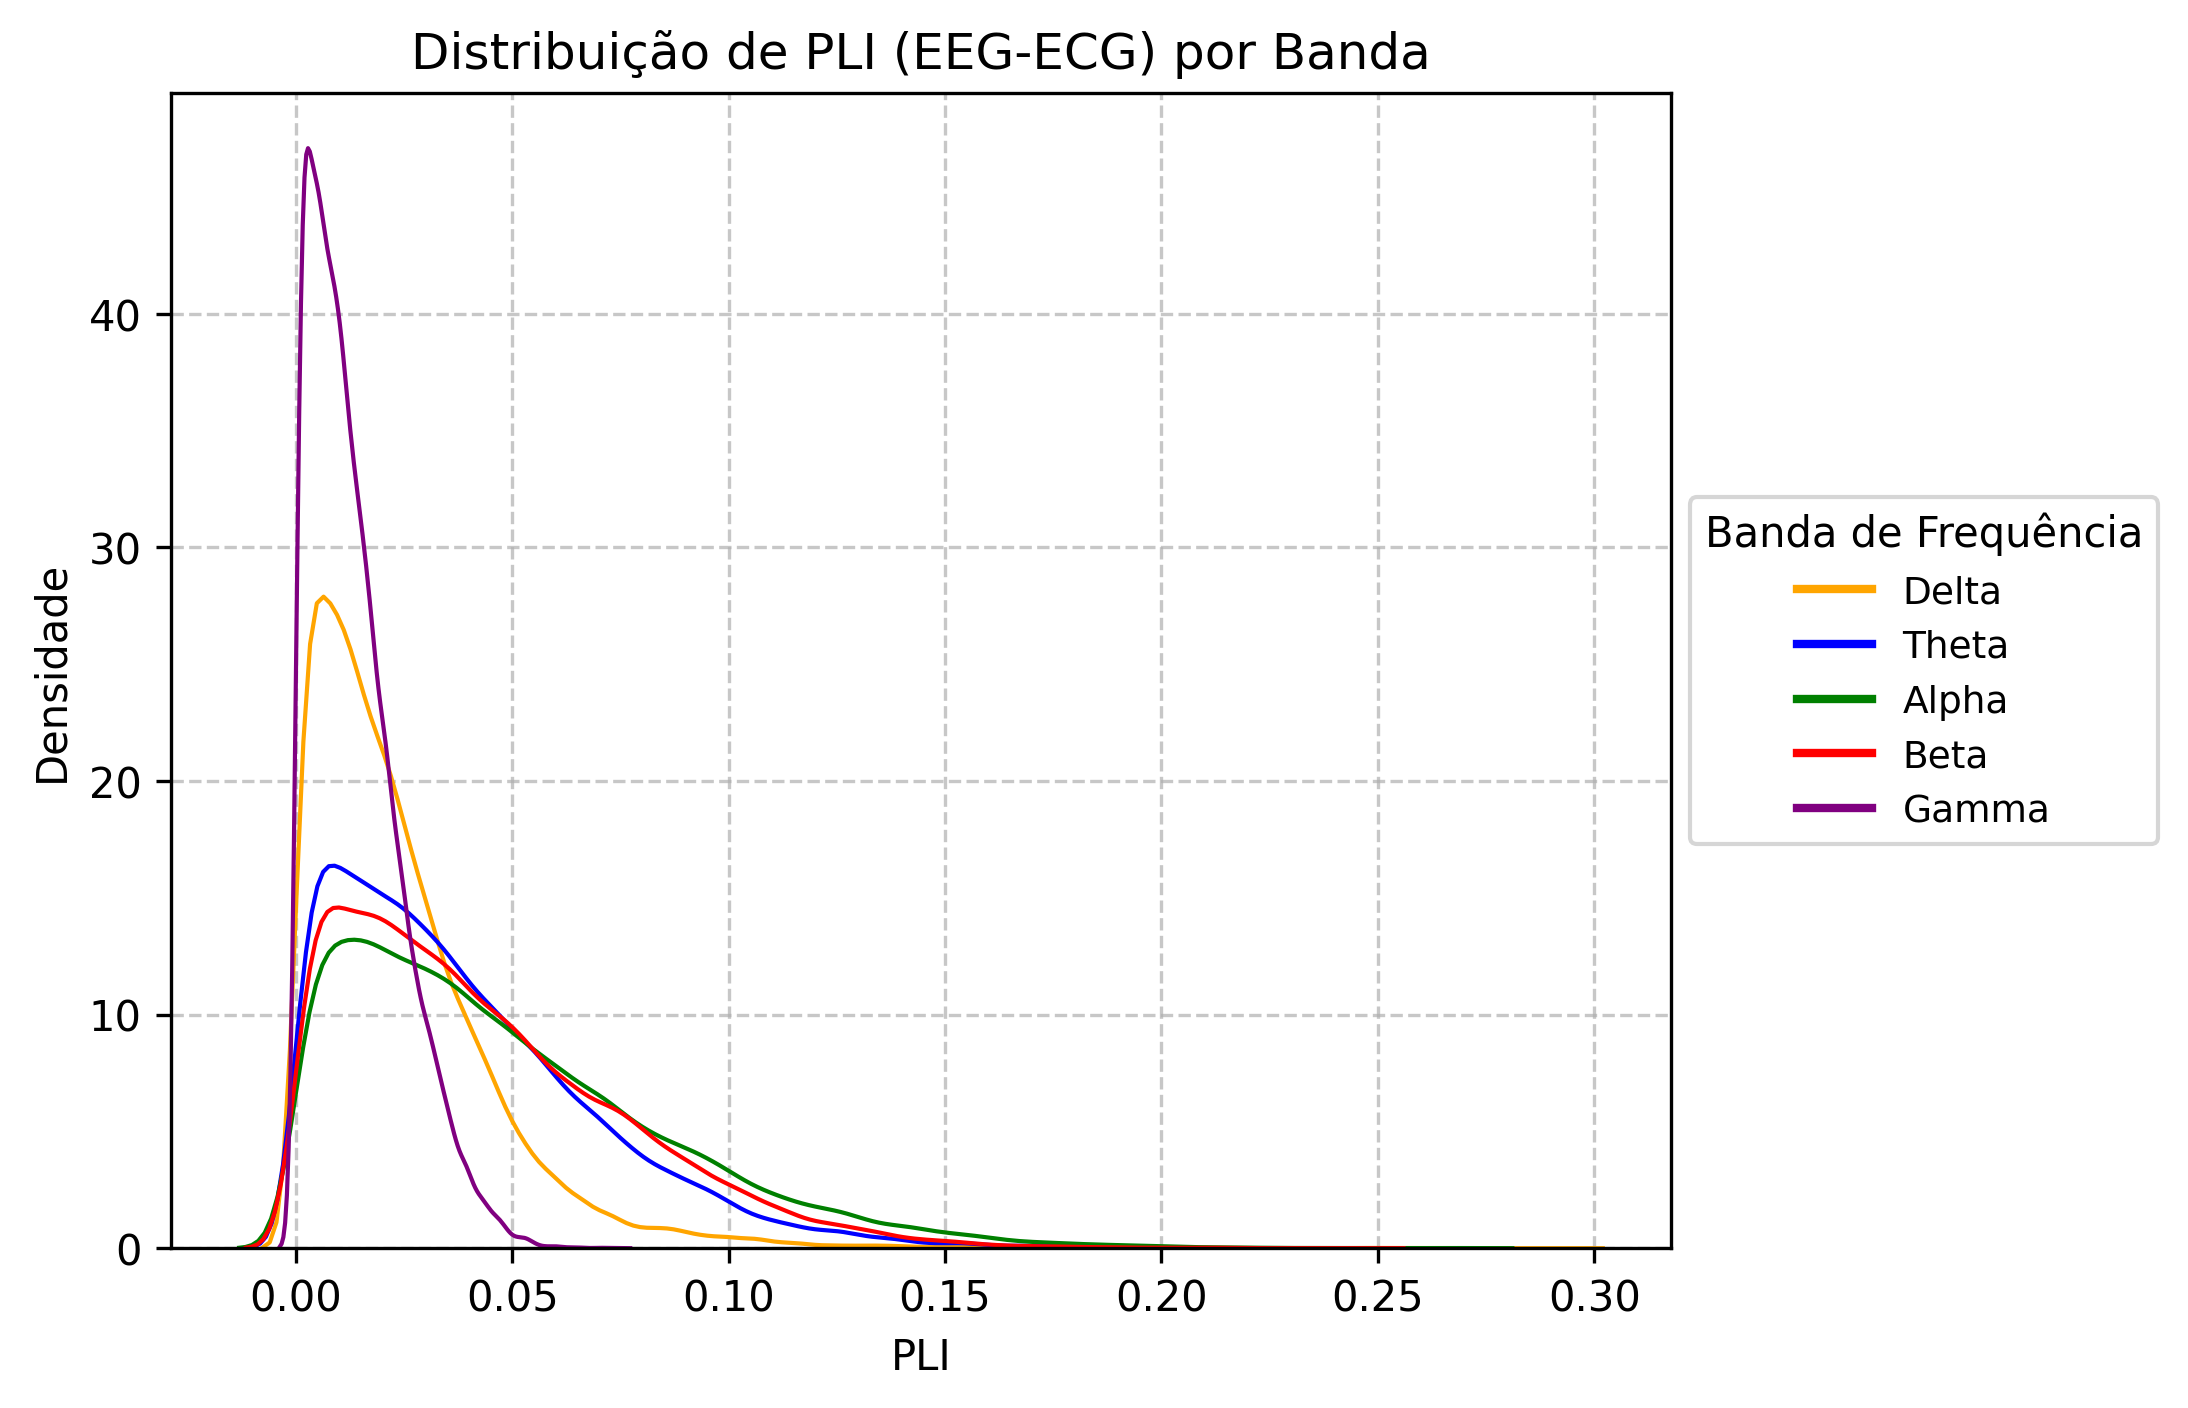 Distribuição de PLI (EEG-ECG) por Banda
Densidade
40
30
20
10
0
0.00 0.05 0.10 0.15 0.20 0.25 0.30
PLI
Banda de Frequência
Delta
Theta
Alpha
Beta
Gamma